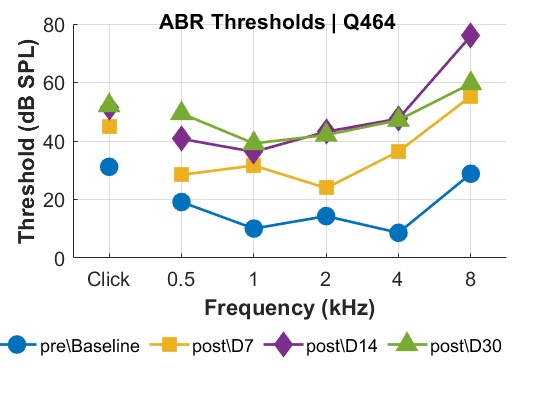 ABR Thresholds | Q464
Threshold (dB SPL)
80
60
40
20
0
Click 0.5 1 2 4 8
Frequency (kHz)
pre\Baseline post\D7 post\D14 post\D30